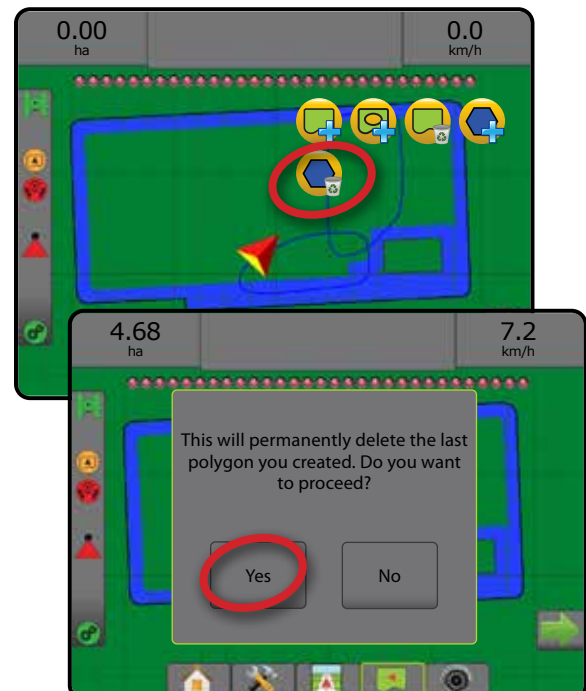 0.00
ha
0.0
km/h
4.68
ha
7.2
km/h
This will permanently delete the last
polygon you created. Do you want
to proceed?
Yes
No